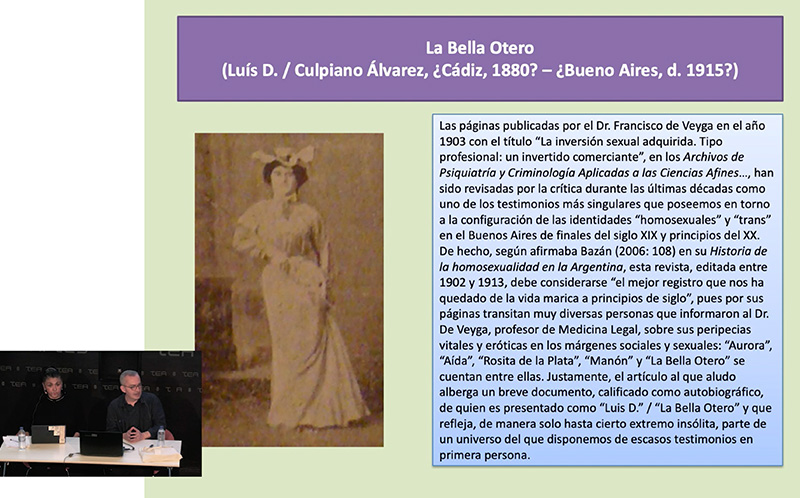 La Bella Otero
(Luís D. / Culpiano Álvarez, ¿Cádiz, 1880? – ¿Bueno Aires, d. 1915?)
Las páginas publicadas por el Dr. Francisco de Veyga en el año
1903 con el título “La inversión sexual adquirida. Tipo
profesional: un invertido comerciante”, en los Archivos de
Psiquiatría y Criminología Aplicadas a las Ciencias Afines…, han
sido revisadas por la crítica durante las últimas décadas como
uno de los testimonios más singulares que poseemos en torno
a la configuración de las identidades “homosexuales” y “trans”
en el Buenos Aires de finales del siglo XIX y principios del XX.
De hecho, según afirmaba Bazán (2006: 108) en su Historia de
la homosexualidad en la Argentina, esta revista, editada entre
1902 y 1913, debe considerarse “el mejor registro que nos ha
quedado de la vida marica a principios de siglo”, pues por sus
páginas transitan muy diversas personas que informaron al Dr.
De Veyga, profesor de Medicina Legal, sobre sus peripecias
vitales y eróticas en los márgenes sociales y sexuales: “Aurora”,
“Aída”, “Rosita de la Plata”, “Manón” y “La Bella Otero” se
cuentan entre ellas. Justamente, el artículo al que aludo
alberga un breve documento, calificado como autobiográfico,
de quien es presentado como “Luis D.” / “La Bella Otero” y que
refleja, de manera solo hasta cierto extremo insólita, parte de
un universo del que disponemos de escasos testimonios en
primera persona.